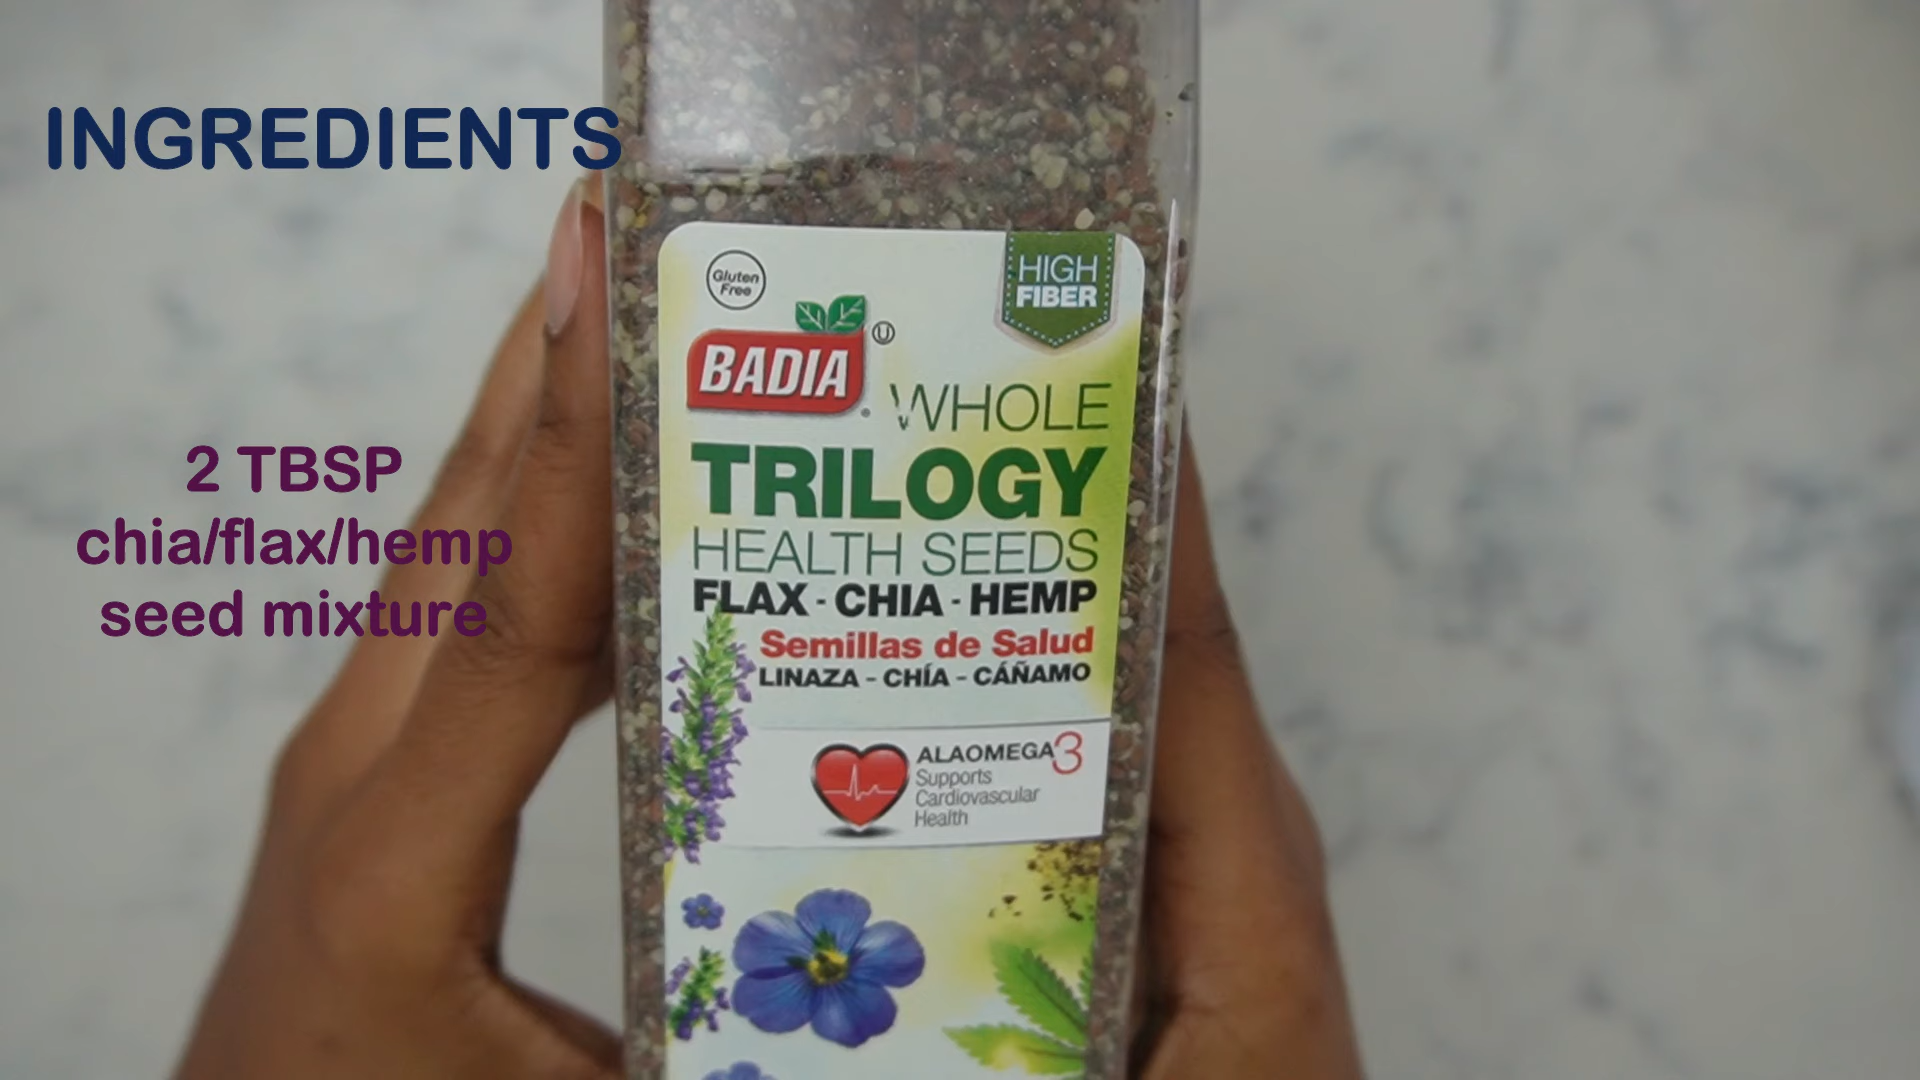 INGREDIENTS
2 TBSP
chia/flax/hemp
seed mixture
Gluten
Free
HIGH
FIBER
BADIA
WHOLE
TRILOGY
HEALTH SEEDS
FLAX - CHIA - HEMP
Semillas de Salud
LINAZA - CHÍA - CÁÑAMO
ALAOMEGA3
Supports
Cardiovascular
Health